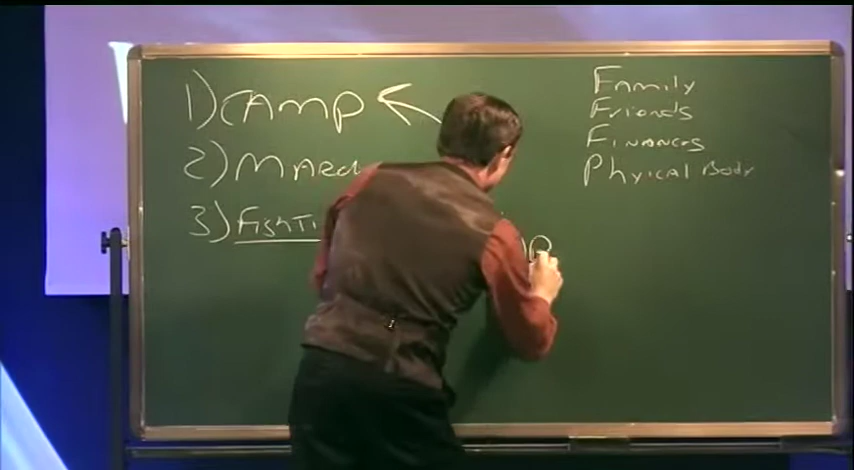 1) CAMP
2) MARCH
3) FighTi
Family
Friends
Finances
Physical Body